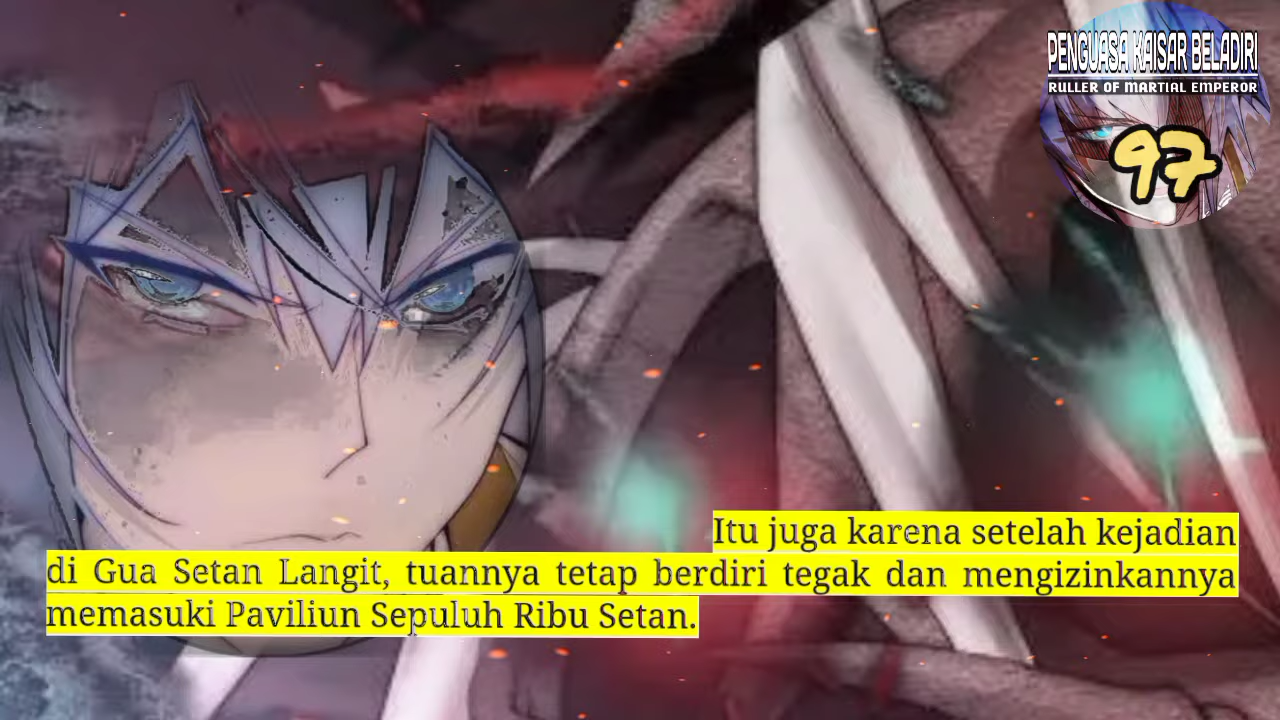 PENGUASA KAISAR BELADIRI
RULLER OF MARTIAL EMPEROR
97
Itu juga karena setelah kejadian
di Gua Setan Langit, tuannya tetap berdiri tegak dan mengizinkannya
memasuki Paviliun Sepuluh Ribu Setan.